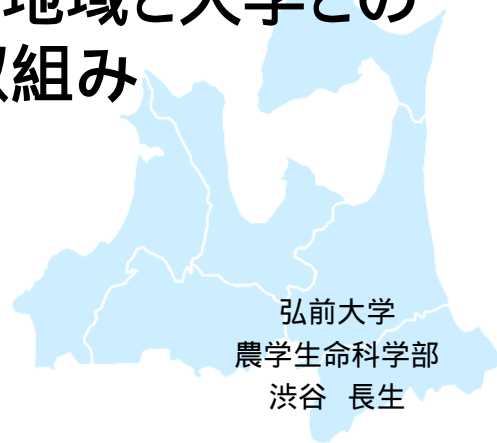 地域と大学との
取組み
弘前大学
農学生命科学部
渋谷 長生